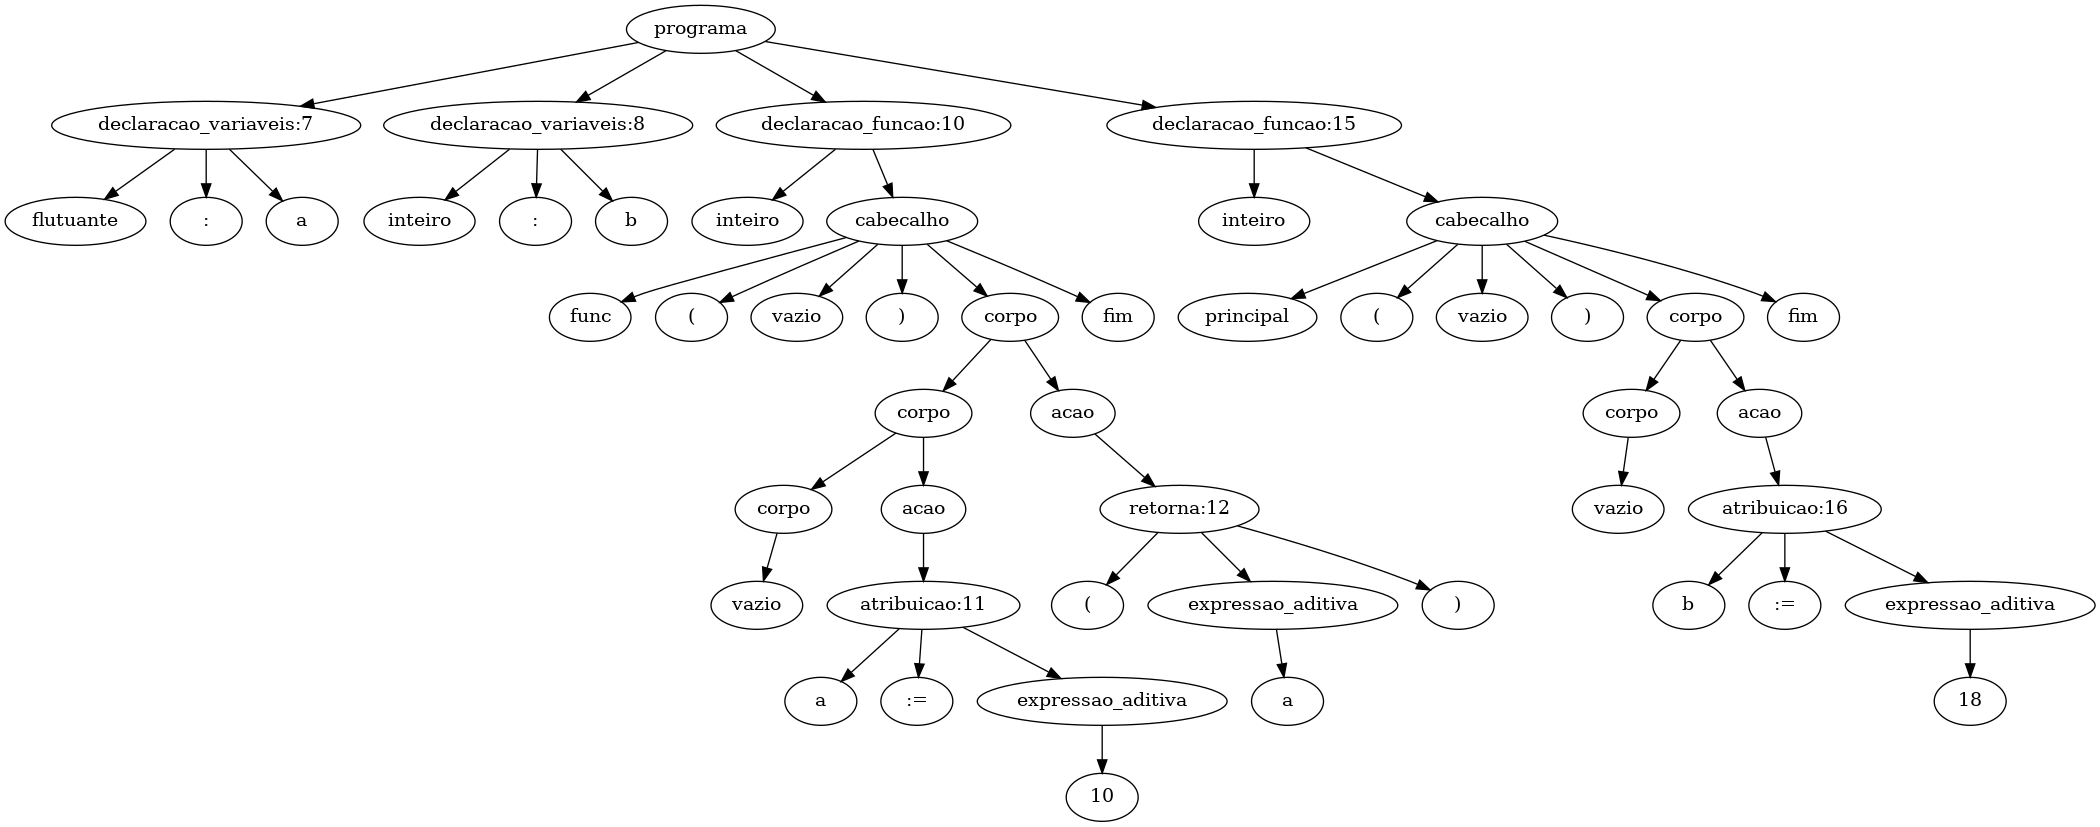 programa
declaracao_variaveis:7
declaracao_variaveis:8
declaracao_funcao:10
declaracao_funcao:15
flutuante
:
a
inteiro
:
b
inteiro
cabecalho
inteiro
cabecalho
func
(
vazio
)
corpo
fim
principal
(
vazio
)
corpo
fim
corpo
acao
corpo
acao
corpo
acao
retorna:12
vazio
atribuicao:16
vazio
atribuicao:11
(
expressao_aditiva
)
b
:=
expressao_aditiva
a
:=
expressao_aditiva
a
18
10